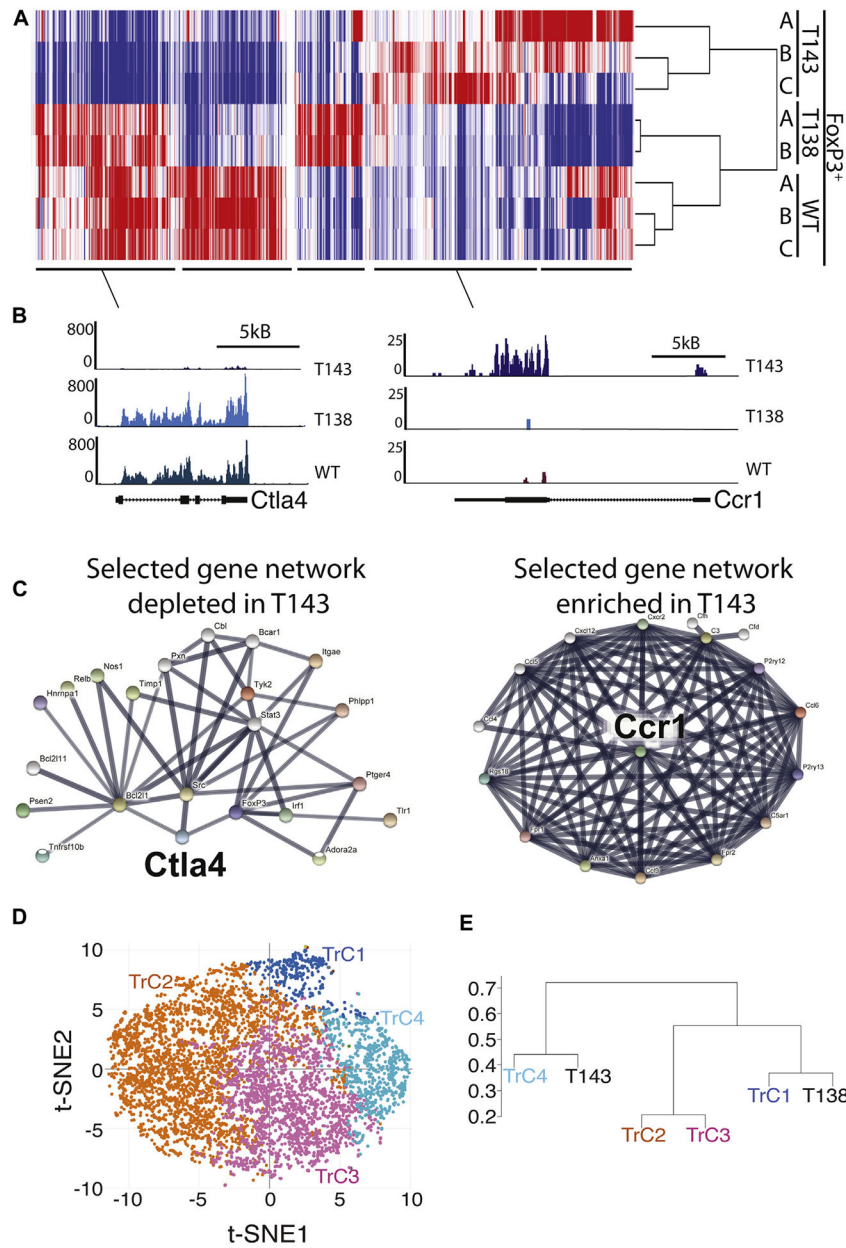 A
A
B
C
T143
A
B
T138
A
B
C
WT
FoxP3+
B
800
0
5kB
T143
800
0
T138
800
0
WT
Ctla4
25
0
5kB
T143
25
0
T138
25
0
WT
Ccr1
C
Selected gene network
depleted in T143
Cbl
Bcar1
Pxn
Itgae
Nos1
Relb
Timp1
Tyk2
Hnrnpa1
Phlpp1
Stat3
Bcl2l11
Ptger4
Src
Psen2
Bcl2l1
FoxP3
Irf1
Tlr1
Tnfrsf10b
Ctla4
Adora2a
Selected gene network
enriched in T143
Cxcr2
Cfh
C3
Cfd
Cxcl12
Ccl5
P2ry12
Ccl4
Ccr1
Ccl6
Rgs18
P2ry13
Fpr1
C5ar1
Anxa1
Fpr2
D
10
5
0
-5
-10
t-SNE2
TrC1
TrC2
TrC4
TrC3
-10
-5
0
5
10
t-SNE1
E
0.7
0.6
0.5
0.4
0.3
0.2
TrC4
T143
TrC1
T138
TrC2
TrC3